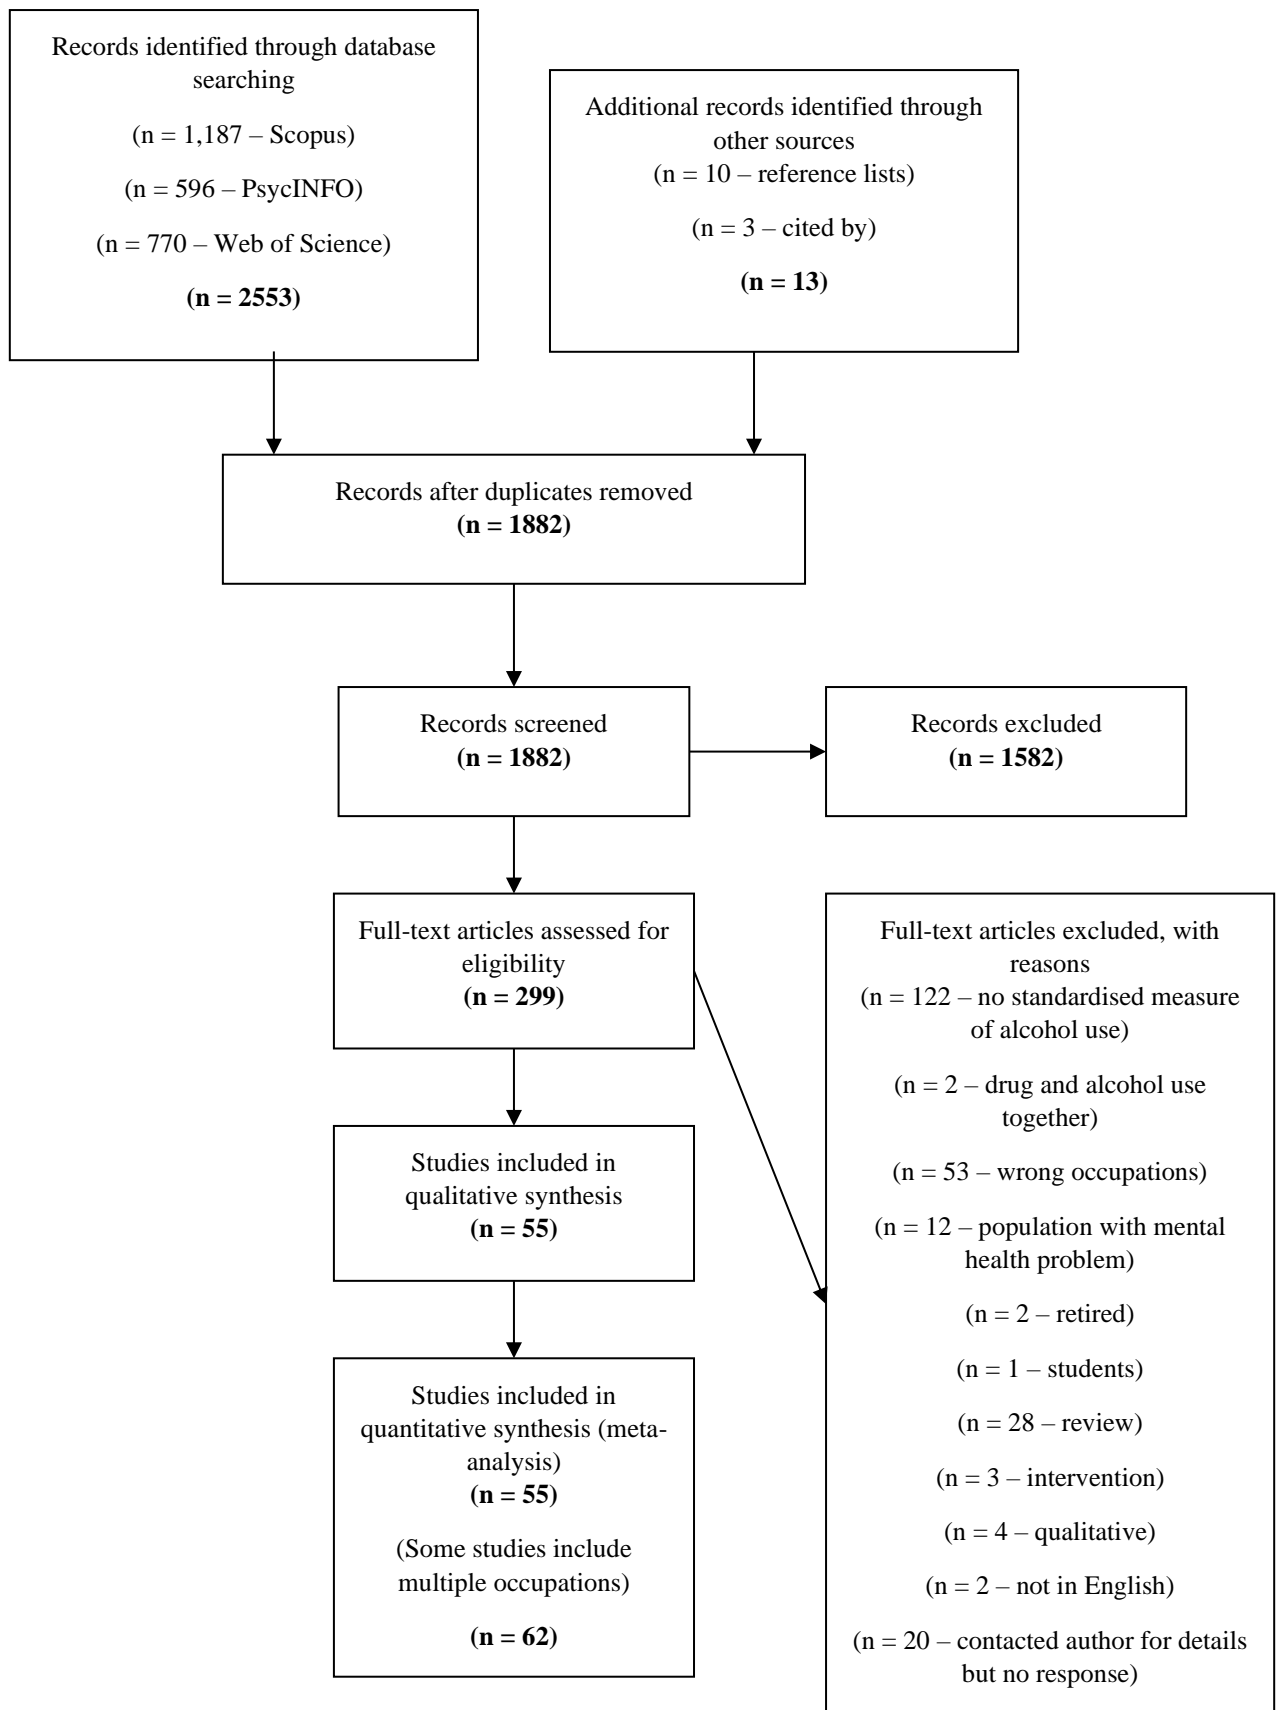 Records identified through database
searching
(n = 1,187 – Scopus)
(n = 596 – PsycINFO)
(n = 770 – Web of Science)
(n = 2553)
Additional records identified through
other sources
(n = 10 – reference lists)
(n = 3 – cited by)
(n = 13)
Records after duplicates removed
(n = 1882)
Records screened
(n = 1882)
Records excluded
(n = 1582)
Full-text articles assessed for
eligibility
(n = 299)
Full-text articles excluded, with
reasons
(n = 122 – no standardised measure
of alcohol use)
(n = 2 – drug and alcohol use
together)
(n = 53 – wrong occupations)
(n = 12 – population with mental
health problem)
(n = 2 – retired)
(n = 1 – students)
(n = 28 – review)
(n = 3 – intervention)
(n = 4 – qualitative)
(n = 2 – not in English)
(n = 20 – contacted author for details
but no response)
Studies included in
qualitative synthesis
(n = 55)
Studies included in
quantitative synthesis (meta-
analysis)
(n = 55)
(Some studies include
multiple occupations)
(n = 62)